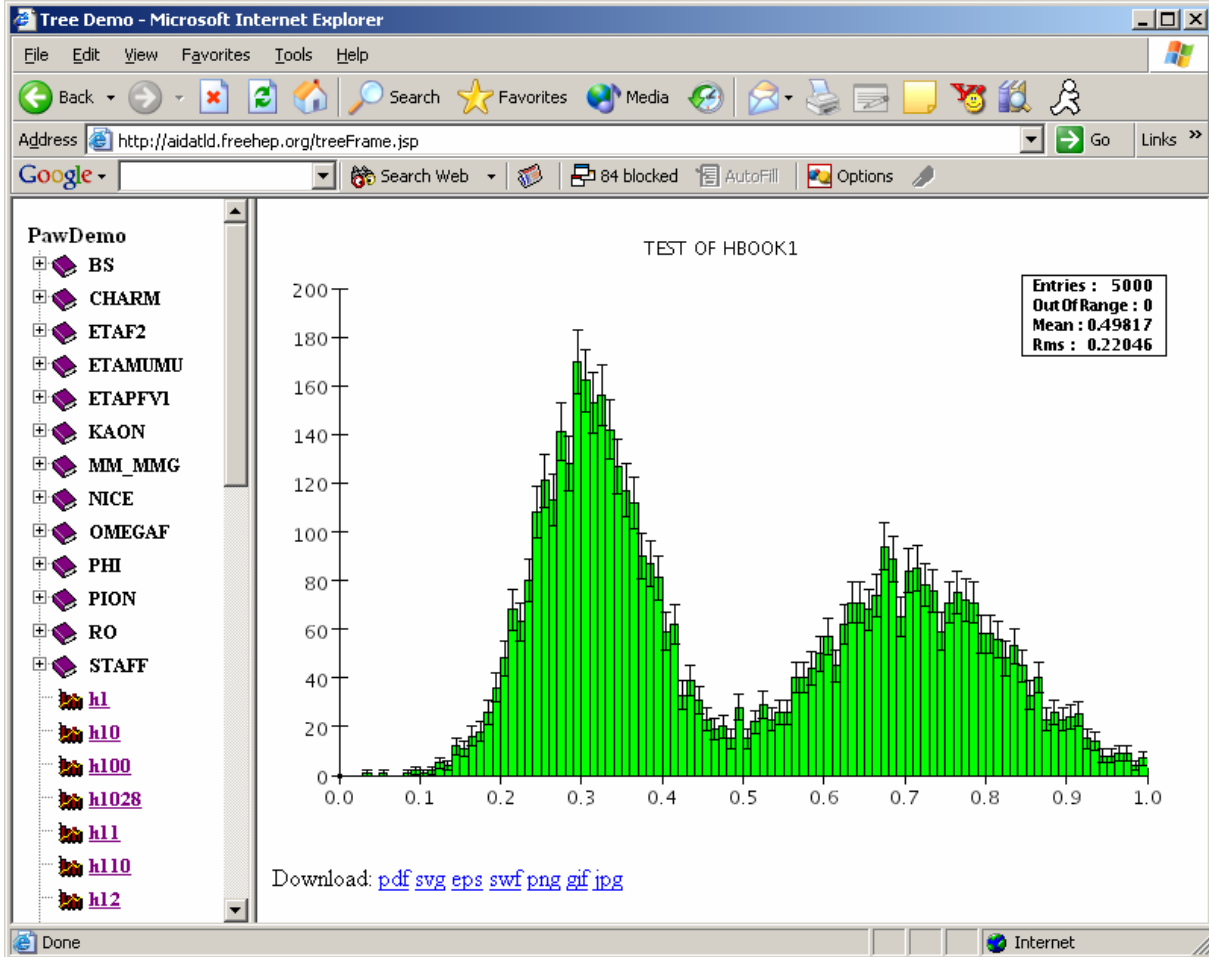 Tree Demo - Microsoft Internet Explorer
File Edit View Favorites Tools Help
Back Search Favorites Media
Address http://aidatld.freehep.org/treeFrame.jsp Go Links »
Google Search Web 84 blocked AutoFill Options
PawDemo
BS
CHARM
ETAF2
ETAMUMU
ETAPFVI
KAON
MM_MMG
NICE
OMEGAF
PHI
PION
RO
STAFF
h1
h10
h100
h1028
h11
h110
h12
TEST OF HBOOK1
Entries : 5000
OutOfRange : 0
Mean : 0.49817
Rms : 0.22046
200
180
160
140
120
100
80
60
40
20
0
0.0 0.1 0.2 0.3 0.4 0.5 0.6 0.7 0.8 0.9 1.0
Download: pdf svg eps swf png gif jpg
Done Internet